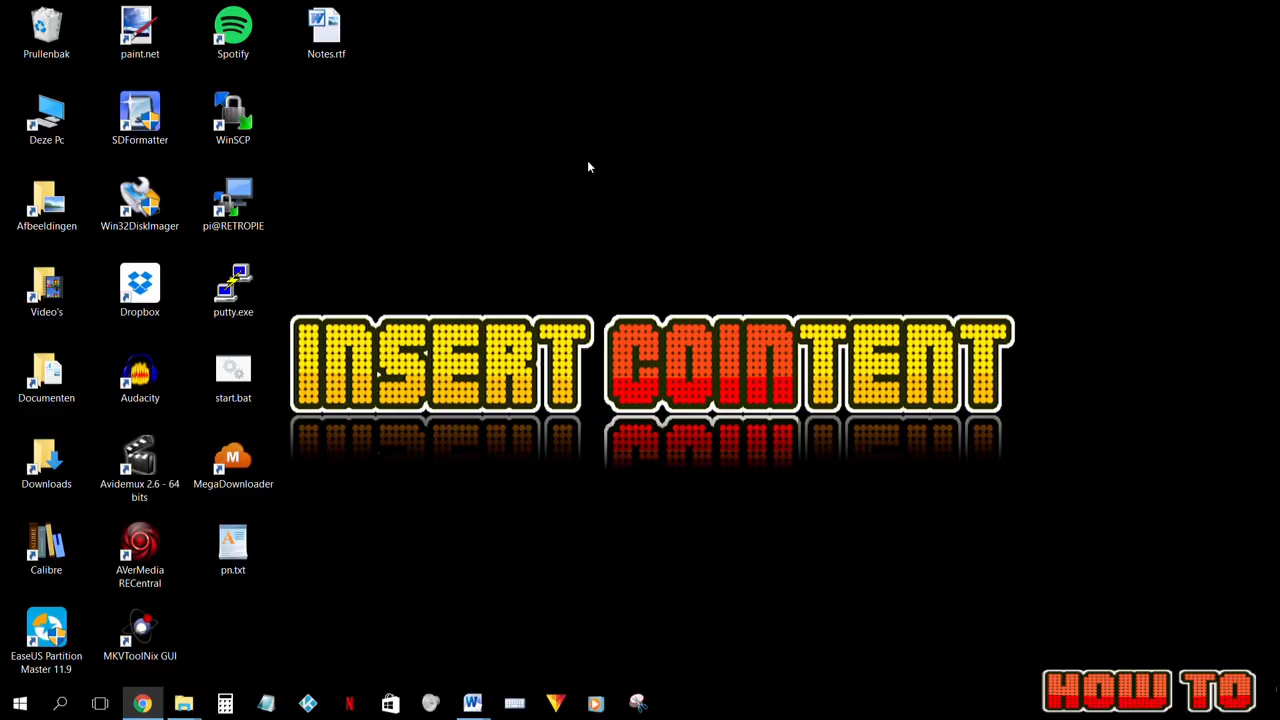 Prullenbak
paint.net
Spotify
Notes.rtf
Deze Pc
SDFormatter
WinSCP
Afbeeldingen
Win32DiskImager
pi@RETROPIE
Video's
Dropbox
putty.exe
INSERT COINTENT
Documenten
Audacity
start.bat
Downloads
Avidemux 2.6 - 64
bits
M
MegaDownloader
Calibre
AVerMedia
RECentral
A
pn.txt
EaseUS Partition
Master 11.9
MKVToolNix GUI
N
W
HOW TO